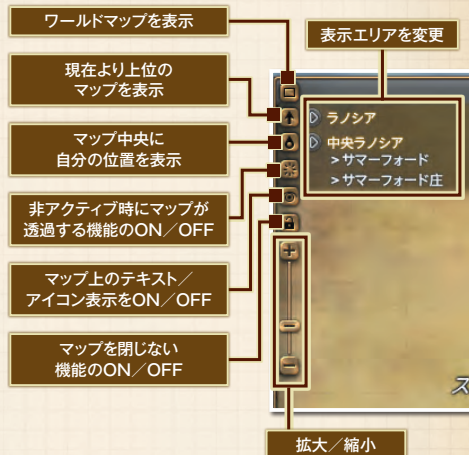 ワールドマップを表示
表示エリアを変更
現在より上位の
マップを表示
マップ中央に
自分の位置を表示
非アクティブ時にマップが
透過する機能のON／OFF
マップ上のテキスト／
アイコン表示をON／OFF
マップを閉じない
機能のON／OFF
ラノシア
中央ラノシア
>サマーフォード
>サマーフォード庄
ス
拡大／縮小